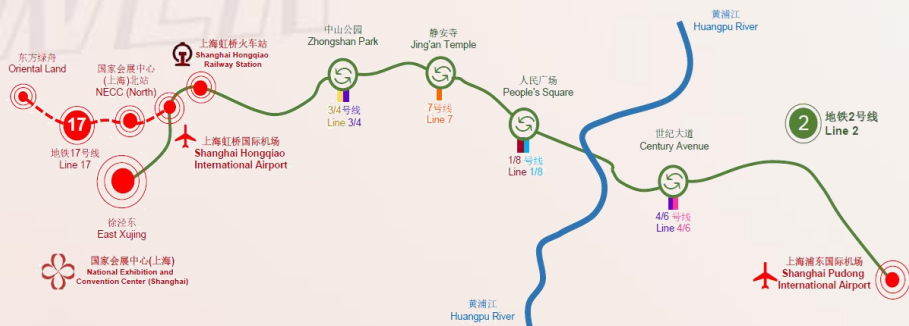 东方绿舟
Oriental Land
国家会展中心
(上海)北站
NECC (North)
上海虹桥火车站
Shanghai Hongqiao
Railway Station
17
地铁17号线
Line 17
上海虹桥国际机场
Shanghai Hongqiao
International Airport
徐泾东
East Xujing
国家会展中心(上海)
National Exhibition and
Convention Center (Shanghai)
中山公园
Zhongshan Park
3/4号线
Line 3/4
静安寺
Jing'an Temple
7号线
Line 7
人民广场
People's Square
1/8 号线
Line 1/8
黄浦江
Huangpu River
世纪大道
Century Avenue
4/6 号线
Line 4/6
2
地铁2号线
Line 2
上海浦东国际机场
Shanghai Pudong
International Airport
黄浦江
Huangpu River